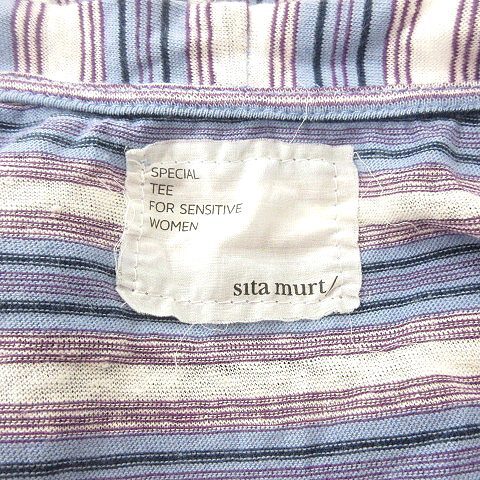 SPECIAL
TEE
FOR SENSITIVE
WOMEN
sita murt/